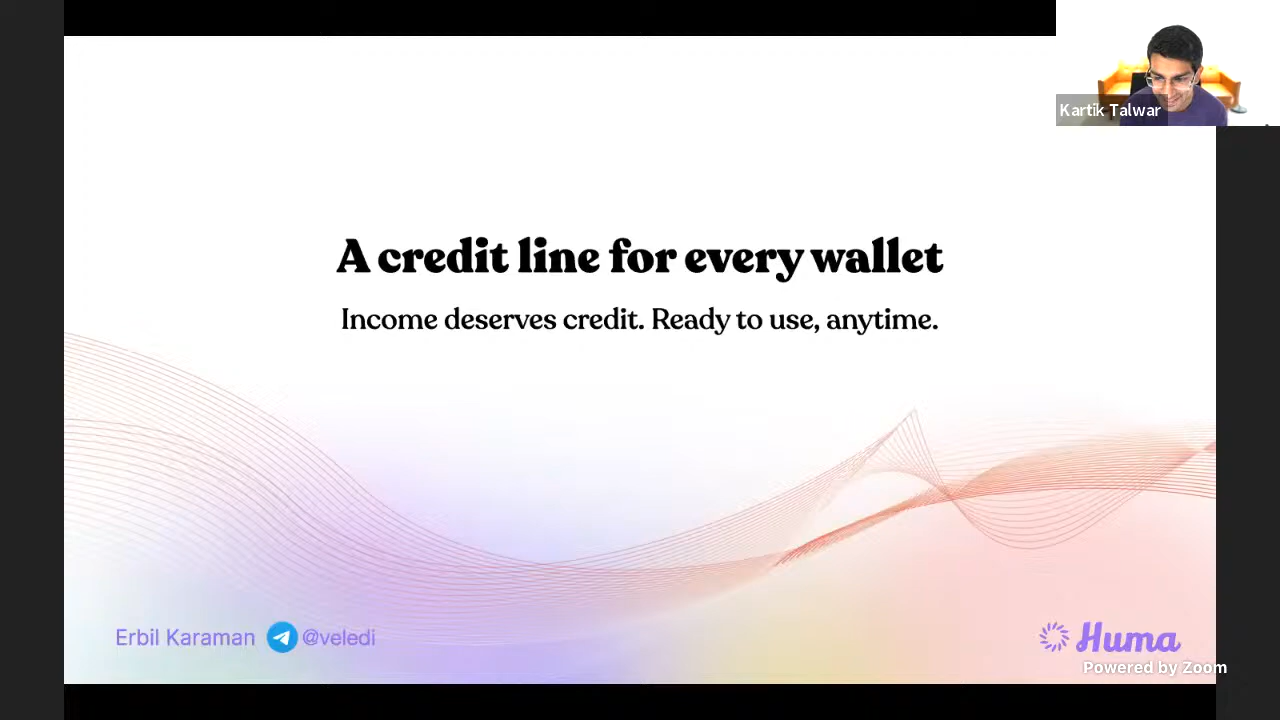 Kartik Talwar
A credit line for every wallet
Income deserves credit. Ready to use, anytime.
Erbil Karaman @veledi
Huma
Powered by Zoom